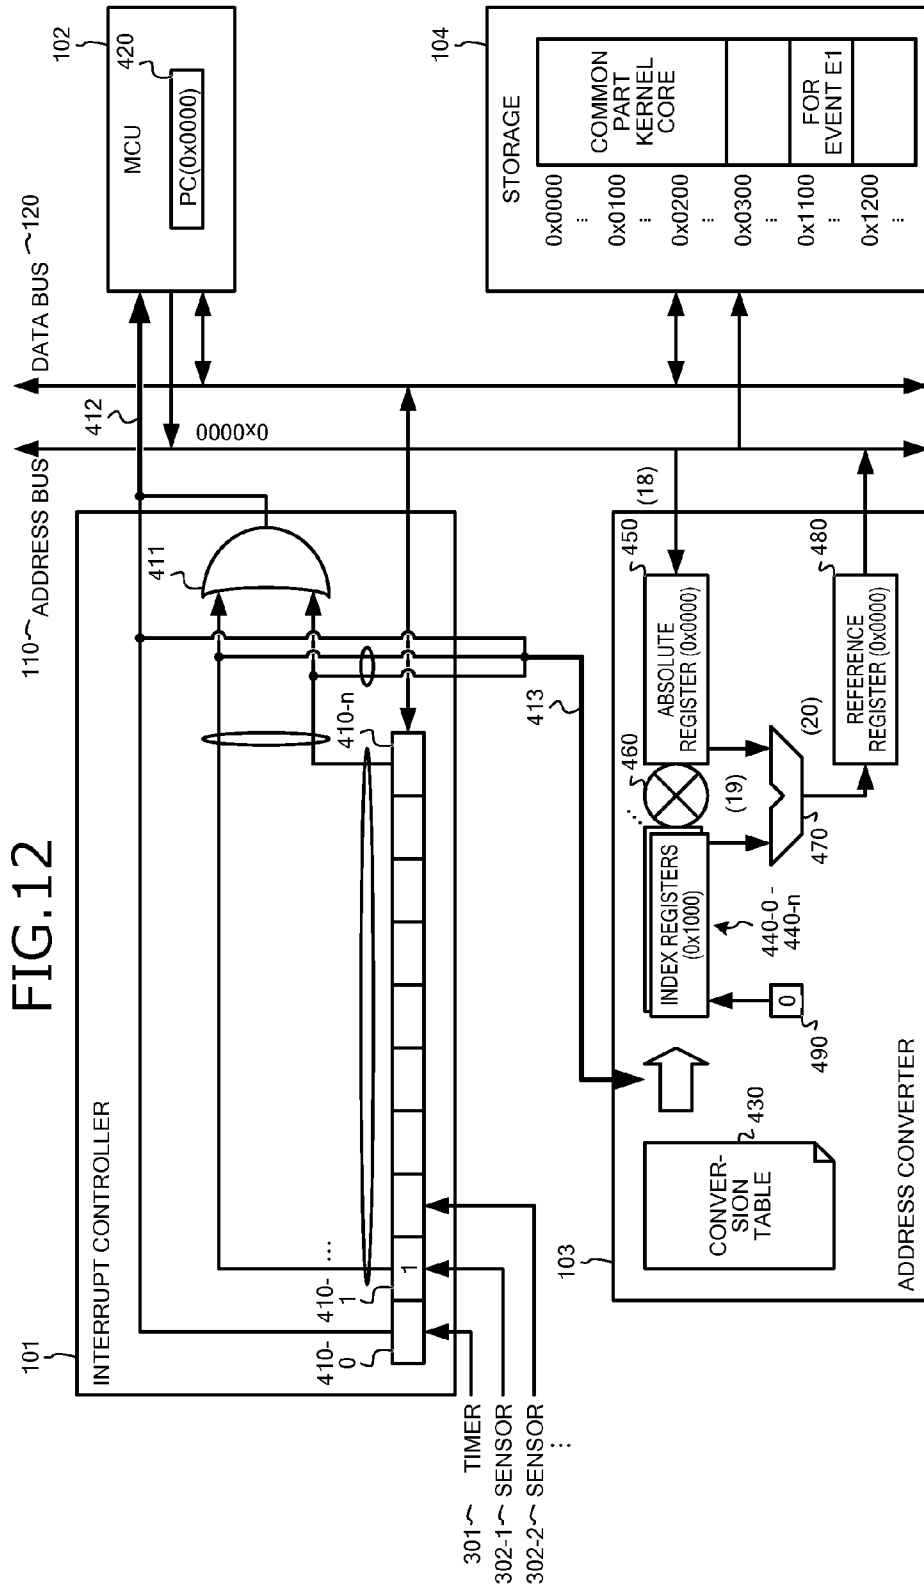 FIG.12
101
INTERRUPT CONTROLLER
110
ADDRESS BUS
DATA BUS
120
412
102
MCU
420
PC(0x0000)
0x0000
411
410-n
410-
0
410-
1
...
1
301
TIMER
302-1
SENSOR
302-2
SENSOR
...
413
103
ADDRESS CONVERTER
CONVER-
SION
TABLE
430
INDEX REGISTERS
(0x1000)
...
440-0 -
440-n
0
490
460
450
ABSOLUTE
REGISTER (0x0000)
(18)
(19)
(20)
470
480
REFERENCE
REGISTER (0x0000)
104
STORAGE
0x0000
...
0x0100
...
0x0200
...
0x0300
...
0x1100
...
0x1200
...
COMMON
PART
KERNEL
CORE
FOR
EVENT E1